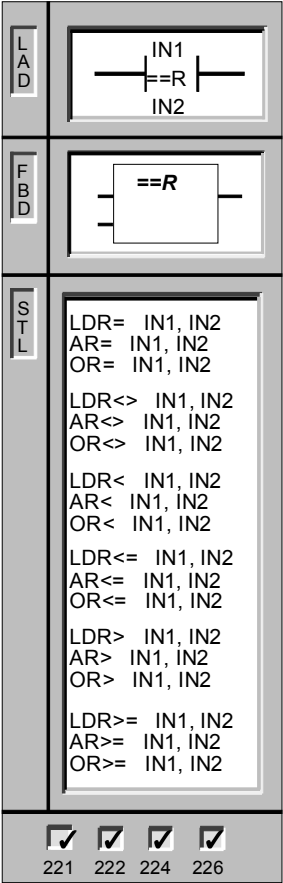 LAD
IN1
==R
IN2
FBD
==R
STL
LDR= IN1, IN2
AR= IN1, IN2
OR= IN1, IN2
LDR<> IN1, IN2
AR<> IN1, IN2
OR<> IN1, IN2
LDR< IN1, IN2
AR< IN1, IN2
OR< IN1, IN2
LDR<= IN1, IN2
AR<= IN1, IN2
OR<= IN1, IN2
LDR> IN1, IN2
AR> IN1, IN2
OR> IN1, IN2
LDR>= IN1, IN2
AR>= IN1, IN2
OR>= IN1, IN2
221 222 224 226